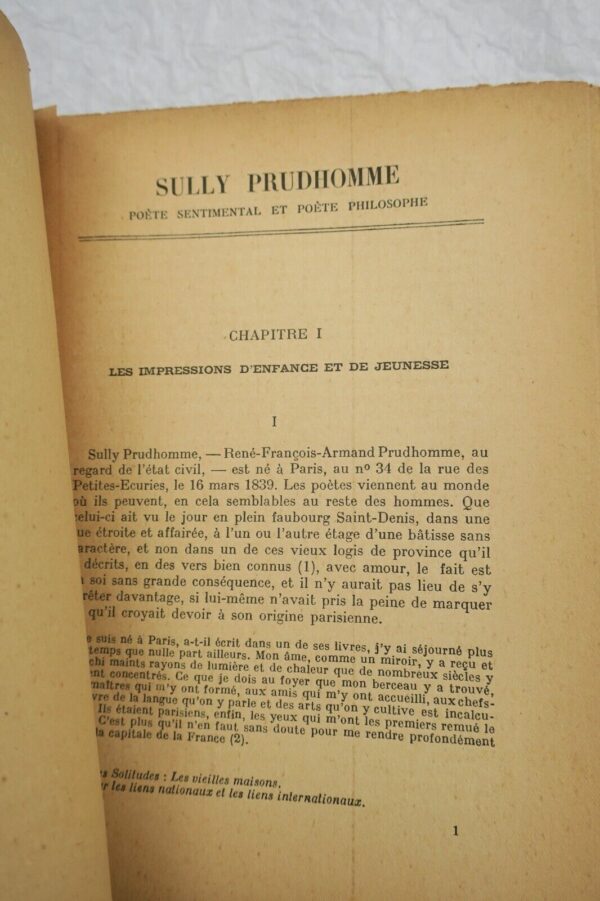 SULLY PRUDHOMME
POÈTE SENTIMENTAL ET POÈTE PHILOSOPHE
CHAPITRE I
LES IMPRESSIONS D'ENFANCE ET DE JEUNESSE
I
Sully Prudhomme, — René-François-Armand Prudhomme, au
regard de l'état civil, — est né à Paris, au nº 34 de la rue des
Petites-Ecuries, le 16 mars 1839. Les poètes viennent au monde
où ils peuvent, en cela semblables au reste des hommes. Que
celui-ci ait vu le jour en plein faubourg Saint-Denis, dans une
ue étroite et affairée, à l'un ou l'autre étage d'une bâtisse sans
aractère, et non dans un de ces vieux logis de province qu'il
décrits, en des vers bien connus (1), avec amour, le fait est
soi sans grande conséquence, et il n'y aurait pas lieu de s'y
rêter davantage, si lui-même n'avait pris la peine de marquer
qu'il croyait devoir à son origine parisienne.
e suis né à Paris, a-t-il écrit dans un de ses livres, j'y ai séjourné plus
temps que nulle part ailleurs. Mon âme, comme un miroir, y a reçu et
chi maints rayons de lumière et de chaleur que de nombreux siècles y
ent concentrés. Ce que je dois au foyer que mon berceau y a trouvé,
maîtres qui m'y ont formé, aux amis qui m'y ont accueilli, aux chefs-
vre de la langue qu'on y parle et des arts qu'on y cultive est incalcu-
Ils étaient parisiens, enfin, les yeux qui m'ont les premiers remué le
C'est plus qu'il n'en faut sans doute pour me rendre profondément
la capitale de la France (2).
s Solitudes : Les vieilles maisons.
r les liens nationaux et les liens internationaux.
1